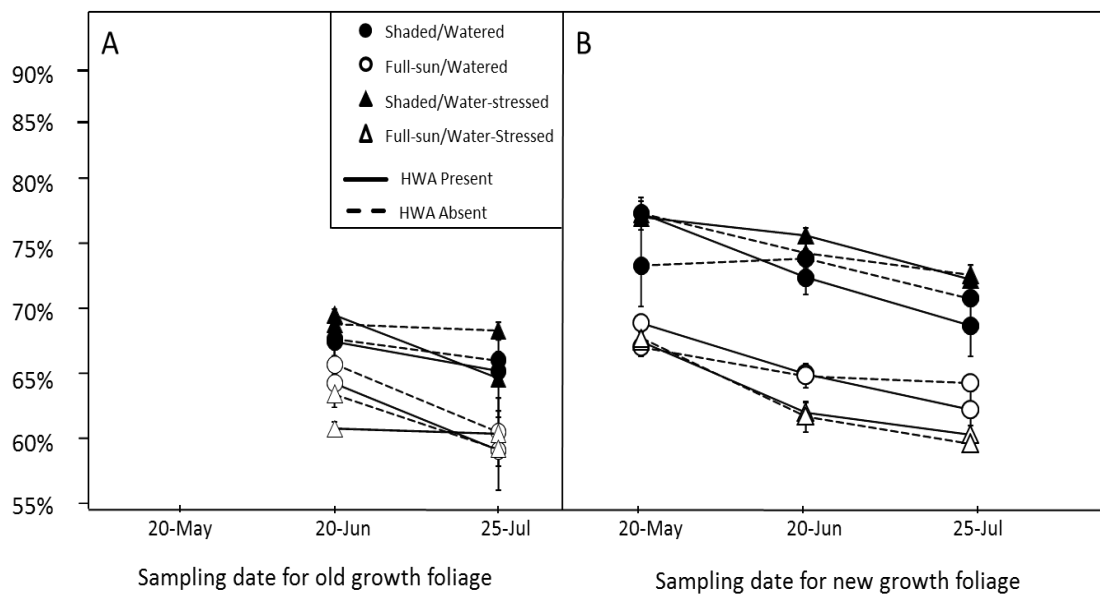 A
B
Shaded/Watered
Full-sun/Watered
Shaded/Water-stressed
Full-sun/Water-Stressed
HWA Present
HWA Absent
90%
85%
80%
75%
70%
65%
60%
55%
20-May
20-Jun
25-Jul
20-May
20-Jun
25-Jul
Sampling date for old growth foliage
Sampling date for new growth foliage